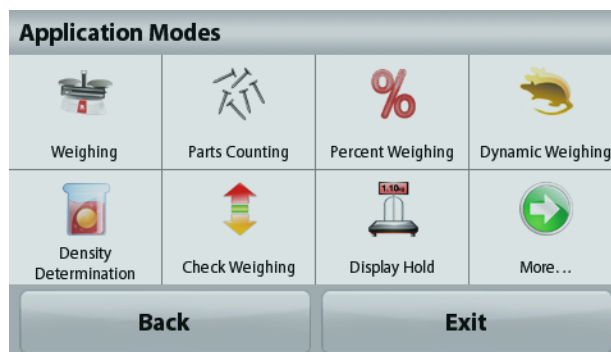 Application Modes
Weighing
Parts Counting
Percent Weighing
Dynamic Weighing
1.10kg
Density
Determination
Check Weighing
Display Hold
More...
Back
Exit